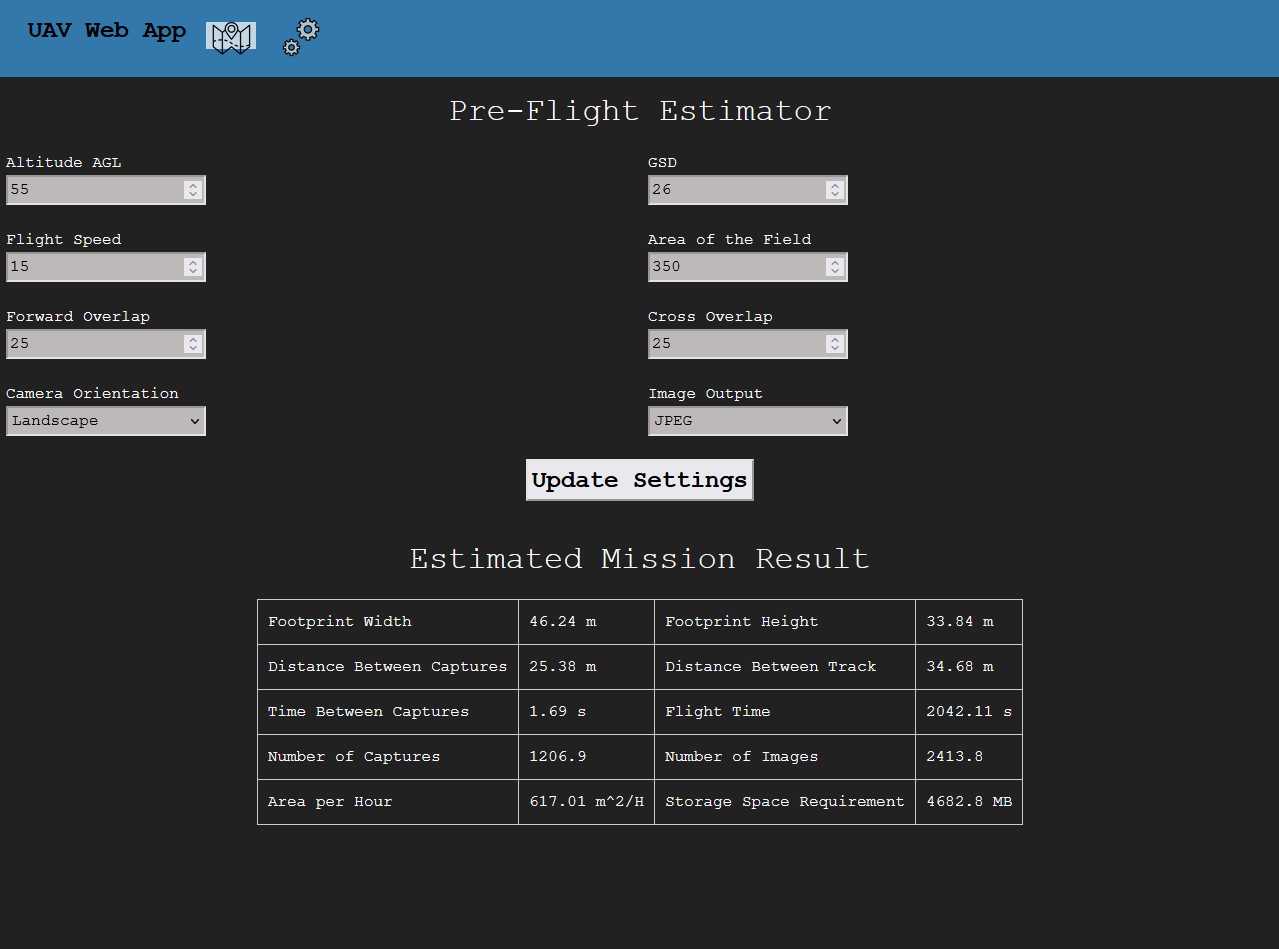 UAV Web App
Pre-Flight Estimator
Altitude AGL
GSD
55
26
Flight Speed
Area of the Field
15
350
Forward Overlap
Cross Overlap
25
25
Camera Orientation
Image Output
Landscape
JPEG
Update Settings
Estimated Mission Result
Footprint Width 46.24 m Footprint Height 33.84 m
Distance Between Captures 25.38 m Distance Between Track 34.68 m
Time Between Captures 1.69 s Flight Time 2042.11 s
Number of Captures 1206.9 Number of Images 2413.8
Area per Hour 617.01 m^2/H Storage Space Requirement 4682.8 MB